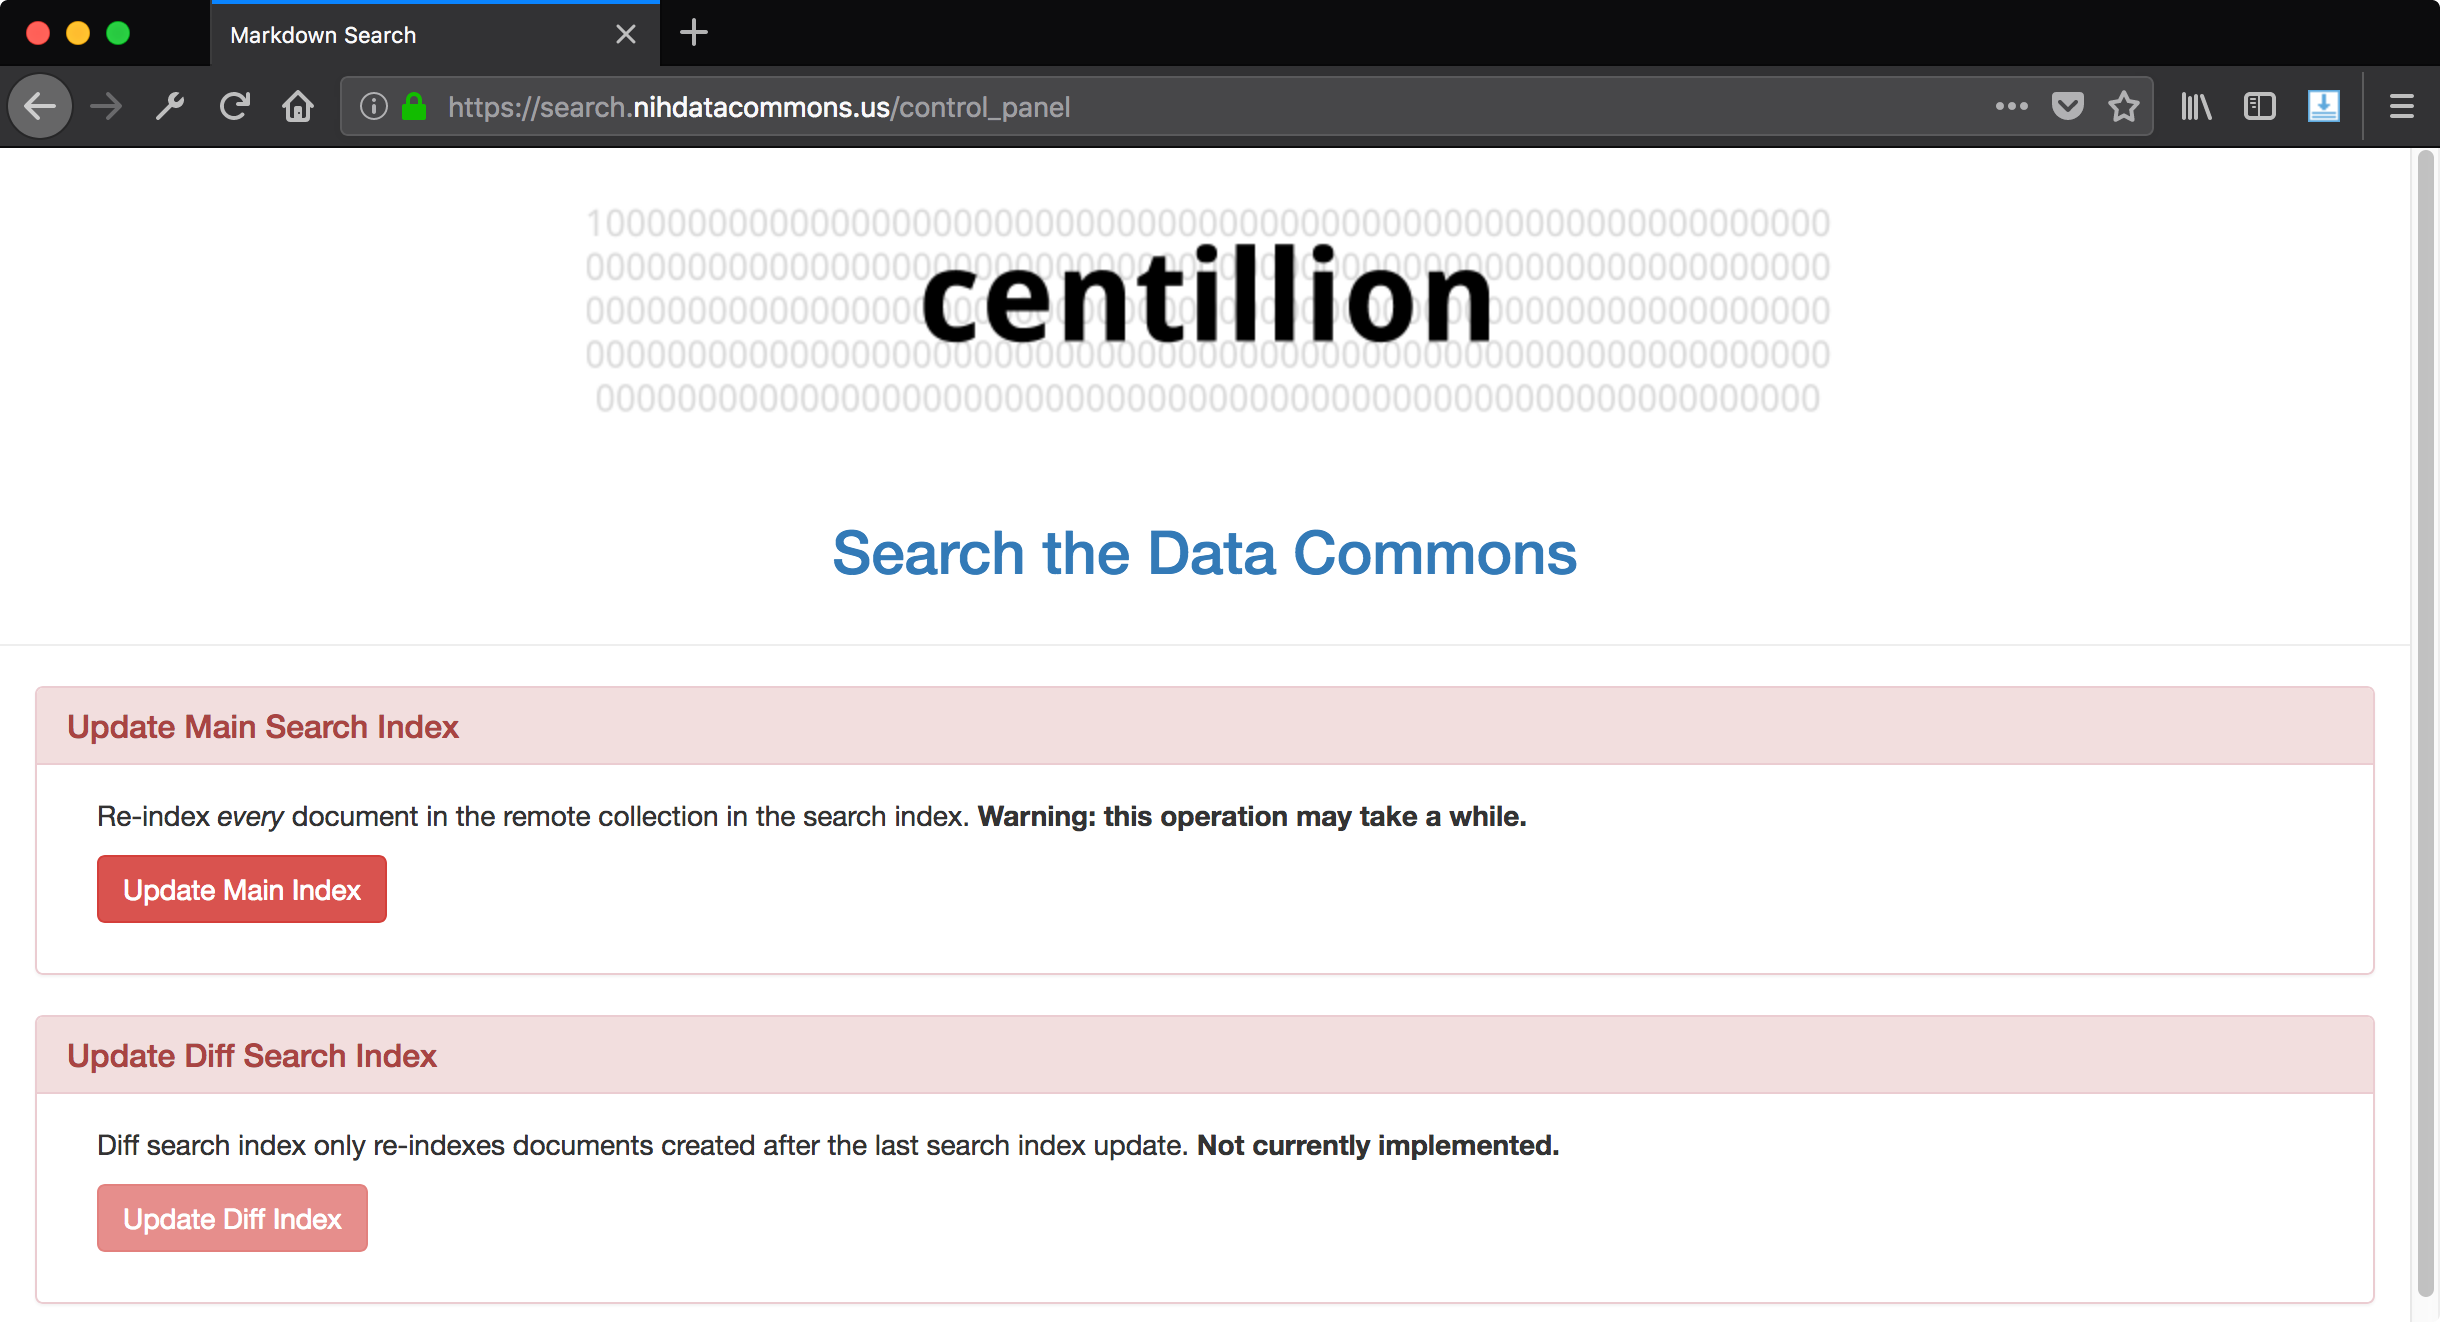 Markdown Search
https://search.nihdatacommons.us/control_panel
centillion
Search the Data Commons
Update Main Search Index
Re-index every document in the remote collection in the search index. Warning: this operation may take a while.
Update Main Index
Update Diff Search Index
Diff search index only re-indexes documents created after the last search index update. Not currently implemented.
Update Diff Index